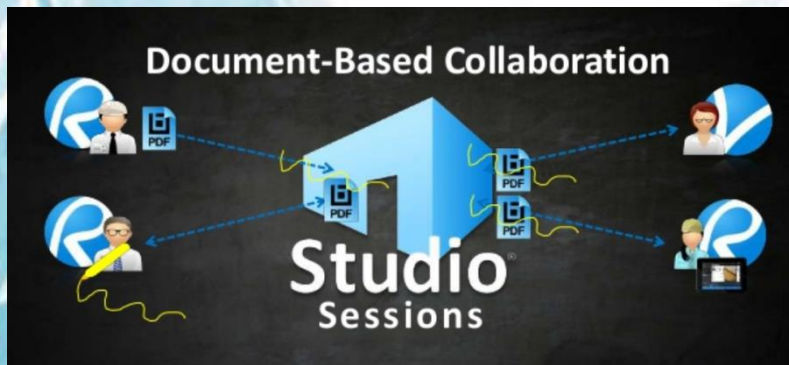 Document-Based Collaboration
PDF
PDF
PDF
PDF
Studio®
Sessions